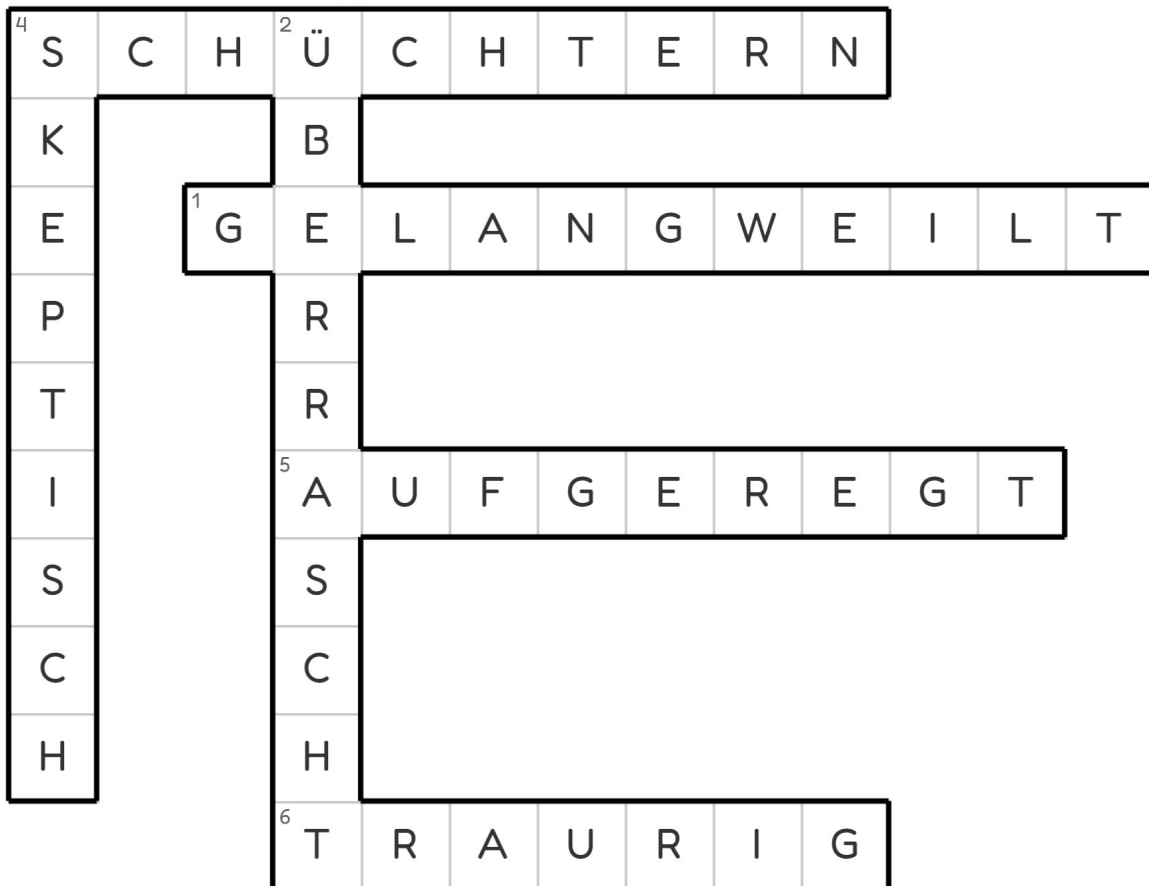 4 S C H 2 Ü C H T E R N
K B
E 1 G E L A N G W E I L T
P R
T R
I 5 A U F G E R E G T
S S
C C
H H
6 T R A U R I G